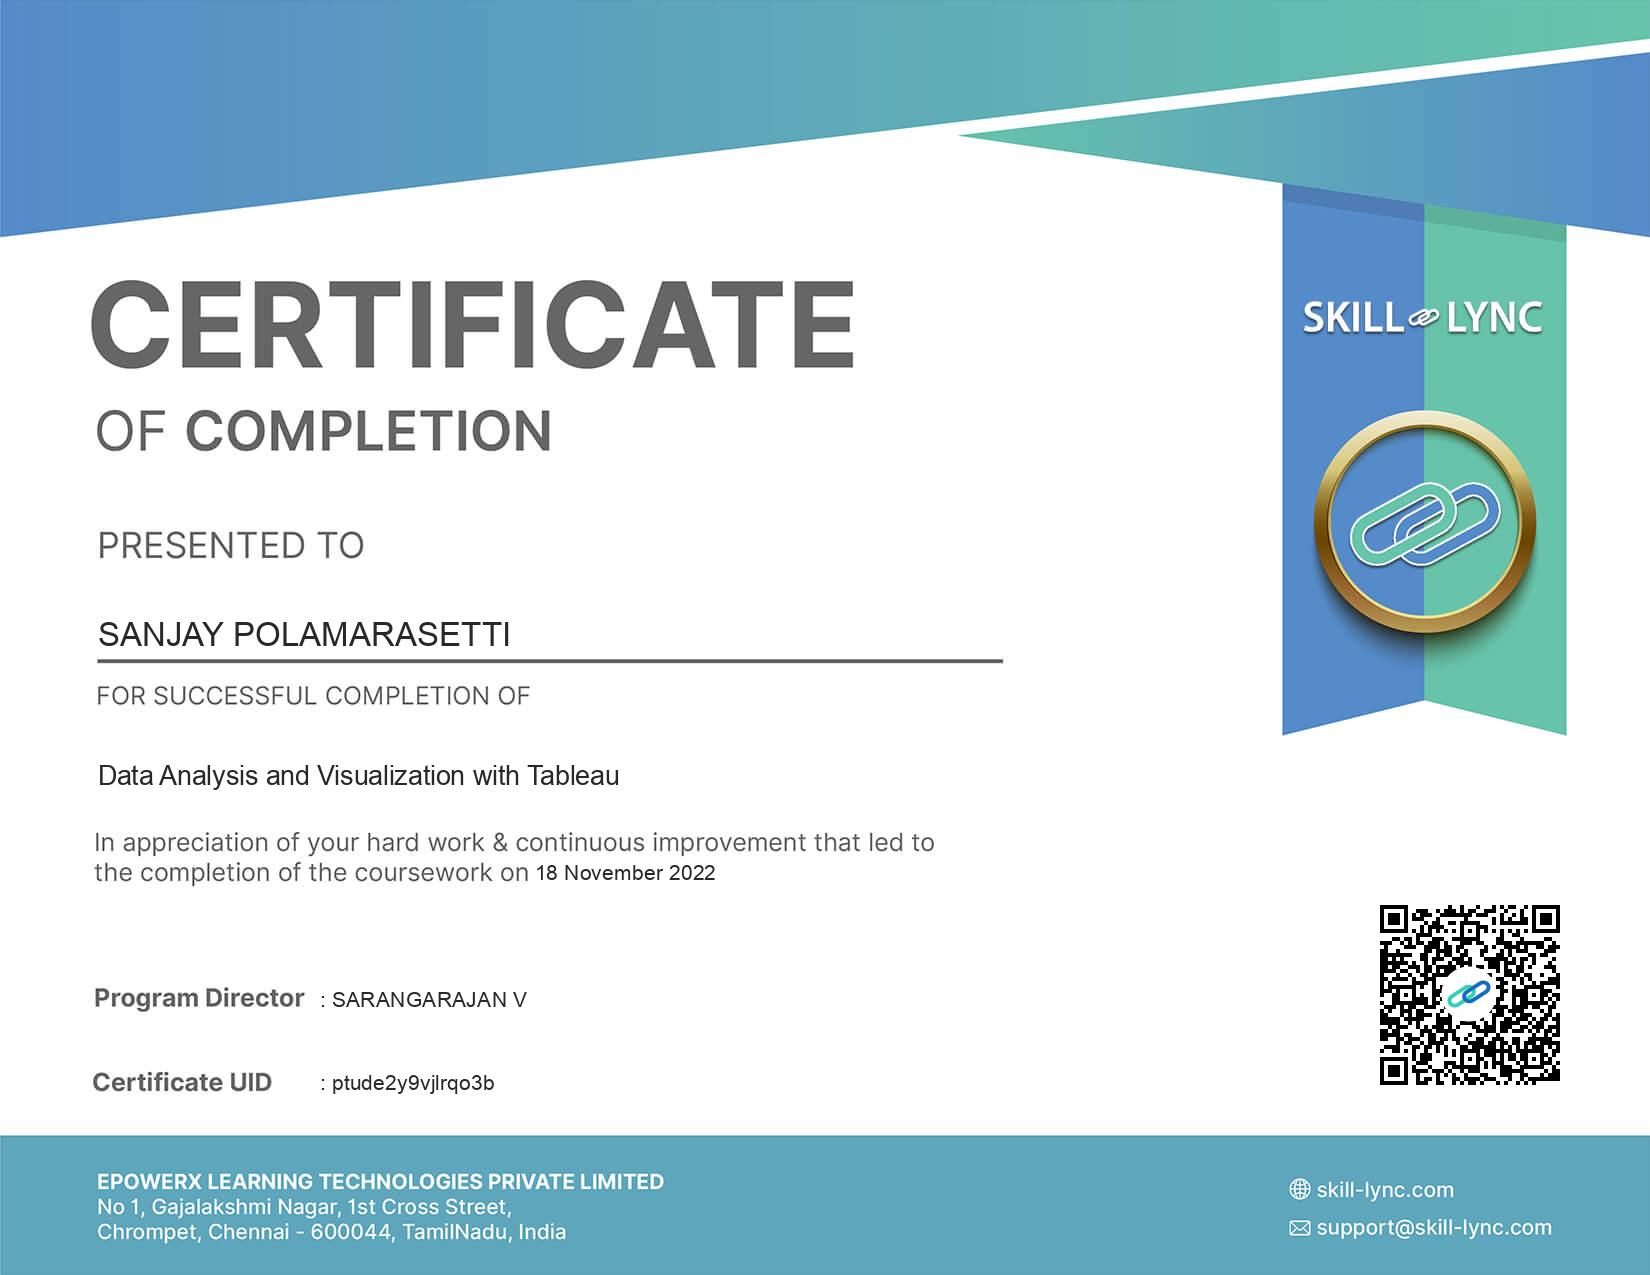 CERTIFICATE
OF COMPLETION
SKILL LYNC
PRESENTED TO
SANJAY POLAMARASETTI
FOR SUCCESSFUL COMPLETION OF
Data Analysis and Visualization with Tableau
In appreciation of your hard work & continuous improvement that led to
the completion of the coursework on 18 November 2022
Program Director : SARANGARAJAN V
Certificate UID : ptude2y9vjlrqo3b
EPOWERX LEARNING TECHNOLOGIES PRIVATE LIMITED
No 1, Gajalakshmi Nagar, 1st Cross Street,
Chrompet, Chennai - 600044, TamilNadu, India
skill-lync.com
support@skill-lync.com